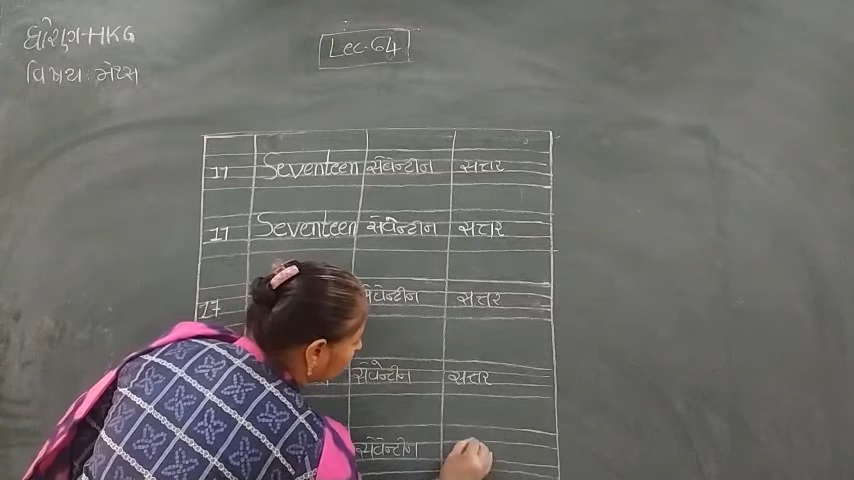 ધોરણ-HKG
Lec-64
વિષય: મેથ્સ
17 Seventeen સેવેન્ટીન સત્તર
17 Seventeen સેવેન્ટીન સત્તર
17 સેવેન્ટીન સત્તર
સેવેન્ટીન સત્તર
સેવેન્ટીન